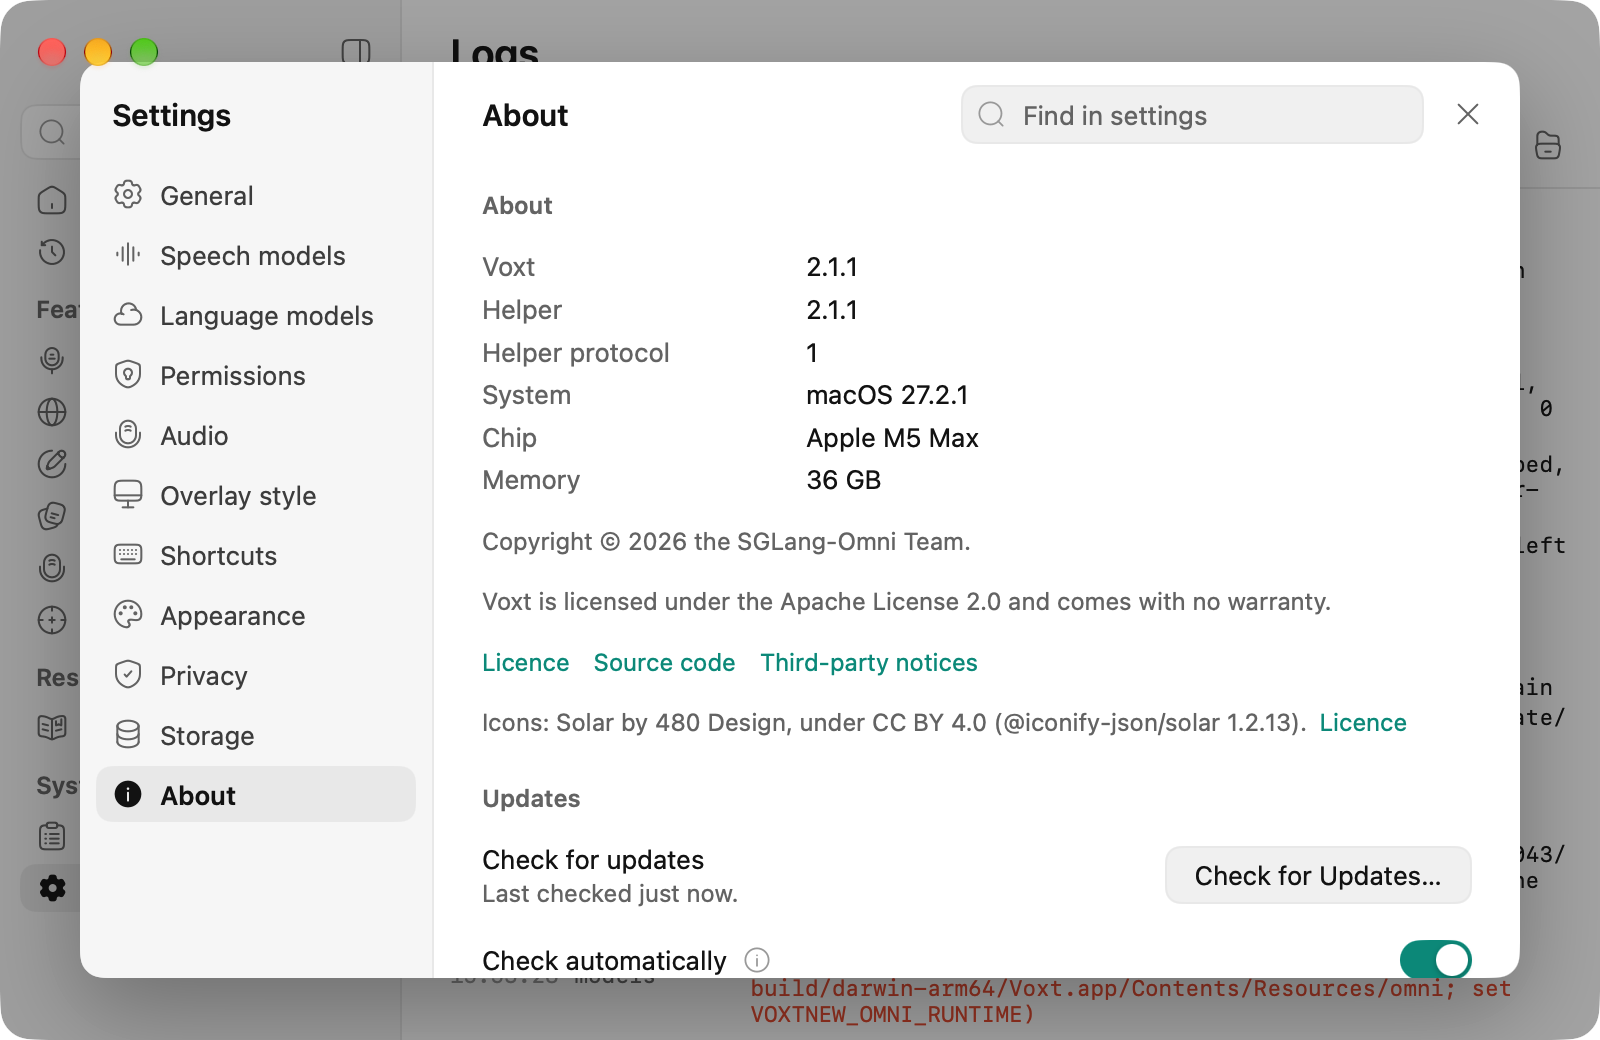 Logs
Settings
General
Speech models
Language models
Permissions
Audio
Overlay style
Shortcuts
Appearance
Privacy
Storage
About
About
Find in settings
About
Voxt 2.1.1
Helper 2.1.1
Helper protocol 1
System macOS 27.2.1
Chip Apple M5 Max
Memory 36 GB
Copyright © 2026 the SGLang-Omni Team.
Voxt is licensed under the Apache License 2.0 and comes with no warranty.
Licence Source code Third-party notices
Icons: Solar by 480 Design, under CC BY 4.0 (@iconify-json/solar 1.2.13). Licence
Updates
Check for updates
Last checked just now.
Check for Updates...
Check automatically
0
left
043/
build/darwin-arm64/Voxt.app/Contents/Resources/omni; set
VOXTNEW_OMNI_RUNTIME)